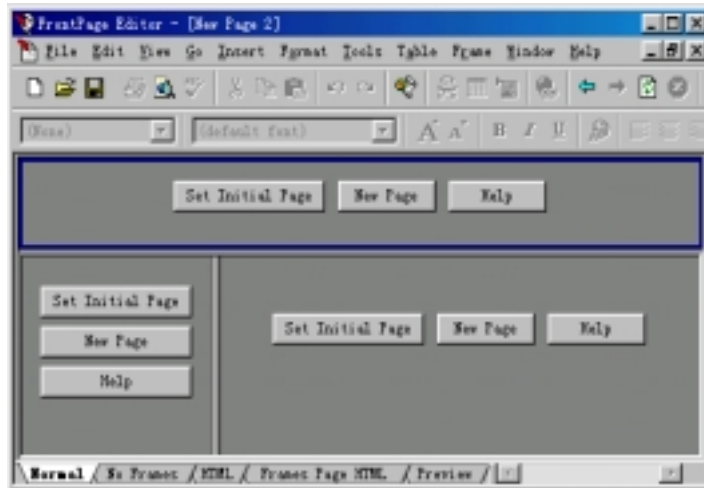 FrontPage Editor - [New Page 2]
File Edit View Go Insert Format Tools Table Frame Window Help
(None) (default font) A A B I U
Set Initial Page New Page Help
Set Initial Page
New Page
Help
Set Initial Page New Page Help
Normal / No Frames / HTML / Frames Page HTML / Preview /